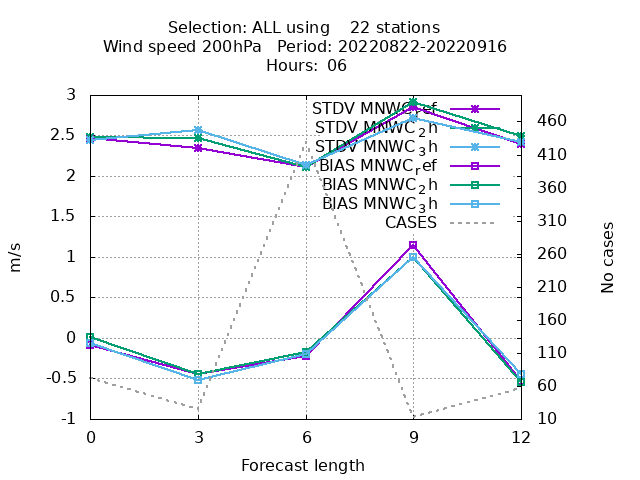 Selection: ALL using    22 stations
Wind speed 200hPa   Period: 20220822-20220916
Hours: 06
STDV MNWC_ref
STDV MNWC_2h
STDV MNWC_3h
BIAS MNWC_ref
BIAS MNWC_2h
BIAS MNWC_3h
CASES
3
2.5
2
1.5
1
0.5
0
-0.5
-1
460
410
360
310
260
210
160
110
60
10
m/s
No cases
0 3 6 9 12
Forecast length